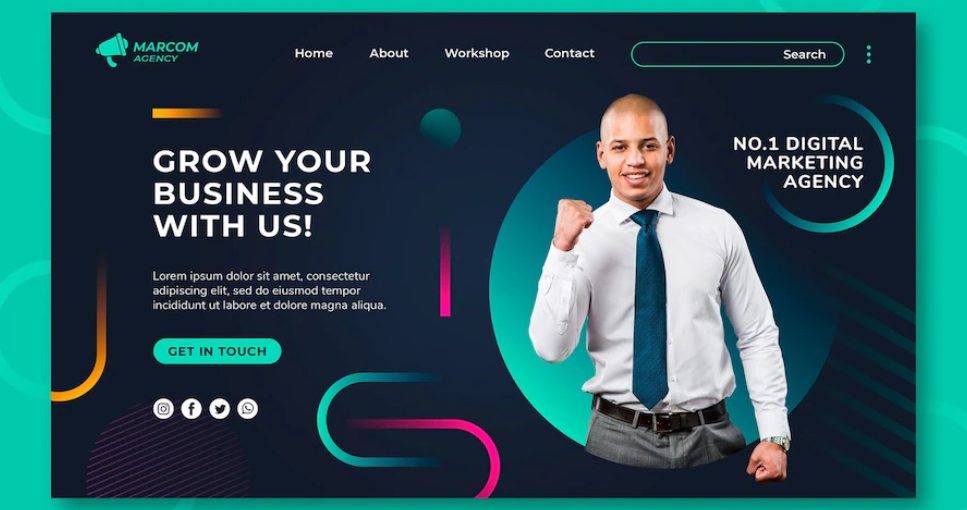 MARCOM
AGENCY
Home
About
Workshop
Contact
Search
GROW YOUR
BUSINESS
WITH US!
NO.1 DIGITAL
MARKETING
AGENCY
Lorem ipsum dolor sit amet, consectetur
adipiscing elit, sed do eiusmod tempor
incididunt ut labore et dolore magna aliqua.
GET IN TOUCH